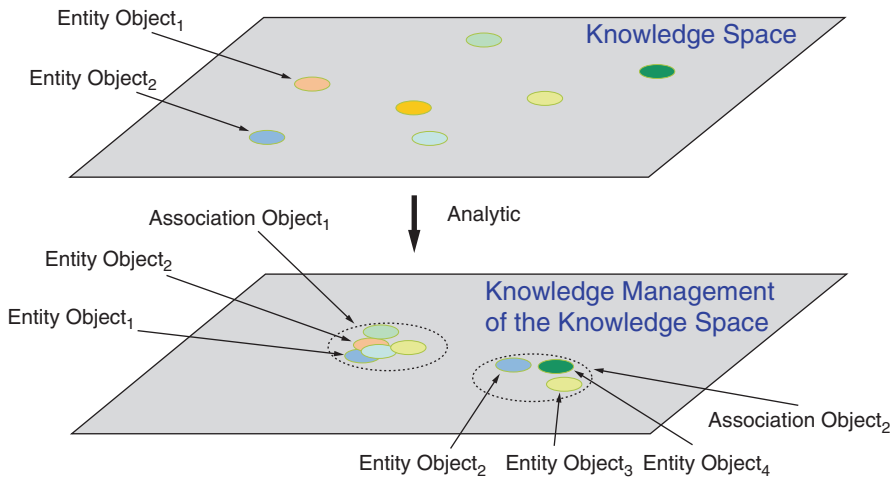 Entity Object₁
Knowledge Space
Entity Object₂
Analytic
Association Object₁
Entity Object₂
Entity Object₁
Knowledge Management
of the Knowledge Space
Association Object₂
Entity Object₂ Entity Object₃ Entity Object₄